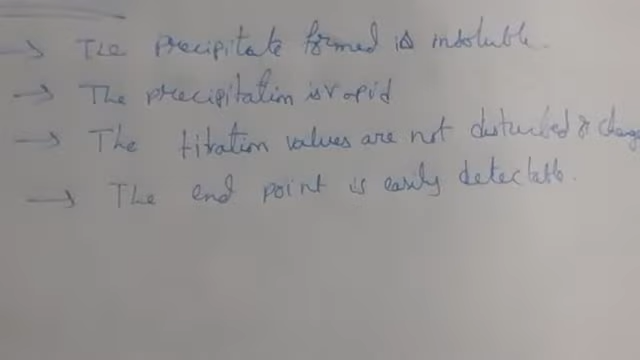 → The precipitate formed is insoluble.
→ The precipitation is rapid
→ The titration values are not disturbed &
→ The end point is easily detectable.